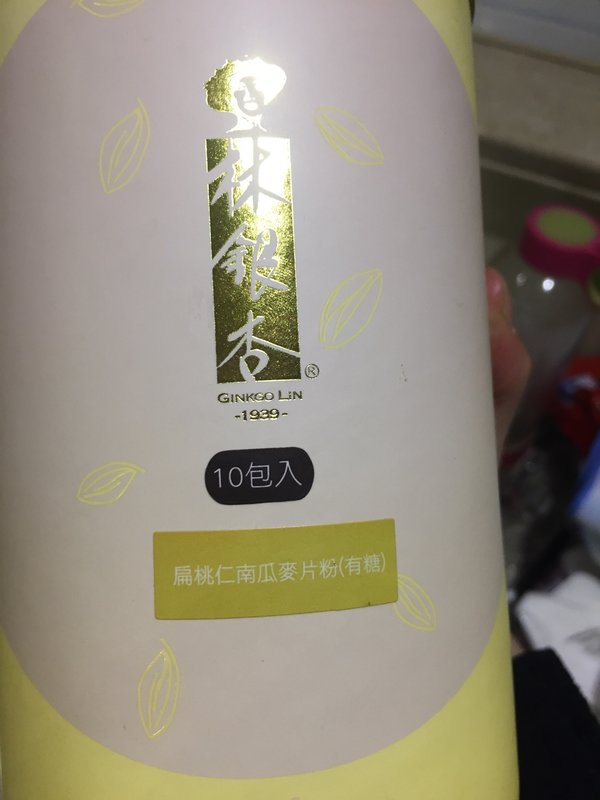 林銀杏
®
GINKGO LIN
-1939-
10包入
扁桃仁南瓜麥片粉(有糖)